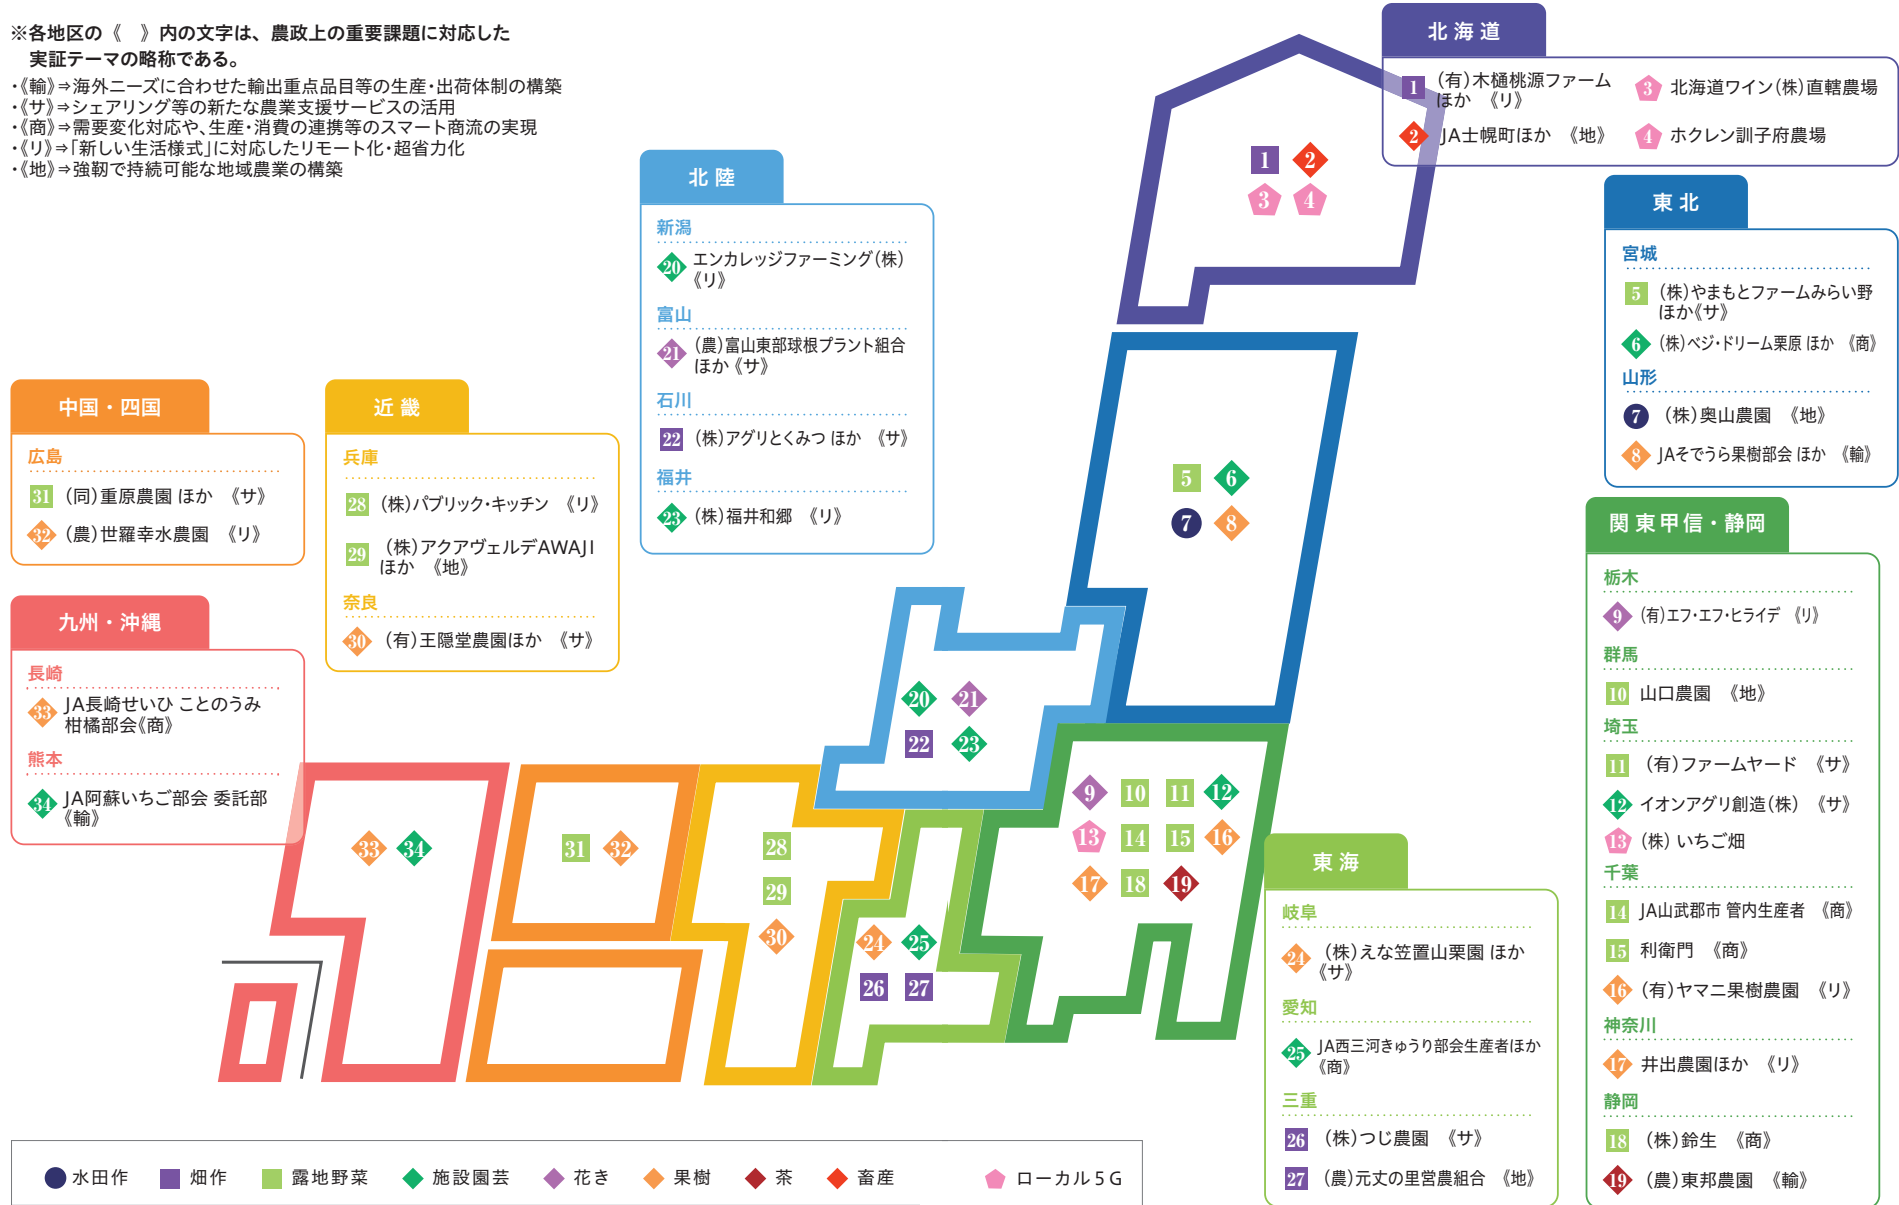 ※各地区の《　》内の文字は、農政上の重要課題に対応した
実証テーマの略称である。
・《輸》⇒海外ニーズに合わせた輸出重点品目等の生産・出荷体制の構築
・《サ》⇒シェアリング等の新たな農業支援サービスの活用
・《商》⇒需要変化対応や、生産・消費の連携等のスマート商流の実現
・《リ》⇒「新しい生活様式」に対応したリモート化・超省力化
・《地》⇒強靭で持続可能な地域農業の構築
北海道
1 (有)木樋桃源ファーム
ほか 《リ》
2 JA士幌町ほか 《地》
3 北海道ワイン(株)直轄農場
4 ホクレン訓子府農場
東北
宮城
5 (株)やまもとファームみらい野
ほか《サ》
6 (株)ベジ・ドリーム栗原 ほか 《商》
山形
7 (株)奥山農園 《地》
8 JAそでうら果樹部会 ほか 《輸》
関東甲信・静岡
栃木
9 (有)エフ・エフ・ヒライデ 《リ》
群馬
10 山口農園 《地》
埼玉
11 (有)ファームヤード 《サ》
12 イオンアグリ創造(株) 《サ》
13 (株) いちご畑
千葉
14 JA山武郡市 管内生産者 《商》
15 利衛門 《商》
16 (有)ヤマニ果樹農園 《リ》
神奈川
17 井出農園ほか 《リ》
静岡
18 (株)鈴生 《商》
19 (農)東邦農園 《輸》
北陸
新潟
20 エンカレッジファーミング(株)
《リ》
富山
21 (農)富山東部球根プラント組合
ほか《サ》
石川
22 (株)アグリとくみつ ほか 《サ》
福井
23 (株)福井和郷 《リ》
東海
岐阜
24 (株)えな笠置山栗園 ほか
《サ》
愛知
25 JA西三河きゅうり部会生産者ほか
《商》
三重
26 (株)つじ農園 《サ》
27 (農)元丈の里営農組合 《地》
近畿
兵庫
28 (株)パブリック・キッチン 《リ》
29 (株)アクアヴェルデAWAJI
ほか 《地》
奈良
30 (有)王隠堂農園ほか 《サ》
中国・四国
広島
31 (同)重原農園 ほか 《サ》
32 (農)世羅幸水農園 《リ》
九州・沖縄
長崎
33 JA長崎せいひ ことのうみ
柑橘部会《商》
熊本
34 JA阿蘇いちご部会 委託部
《輸》
1 2
3 4
5 6
7 8
20 21
22 23
9 10 11 12
13 14 15 16
17 18 19
24 25
26 27
28
29
30
31 32
33 34
水田作 畑作 露地野菜 施設園芸 花き 果樹 茶 畜産 ローカル5G